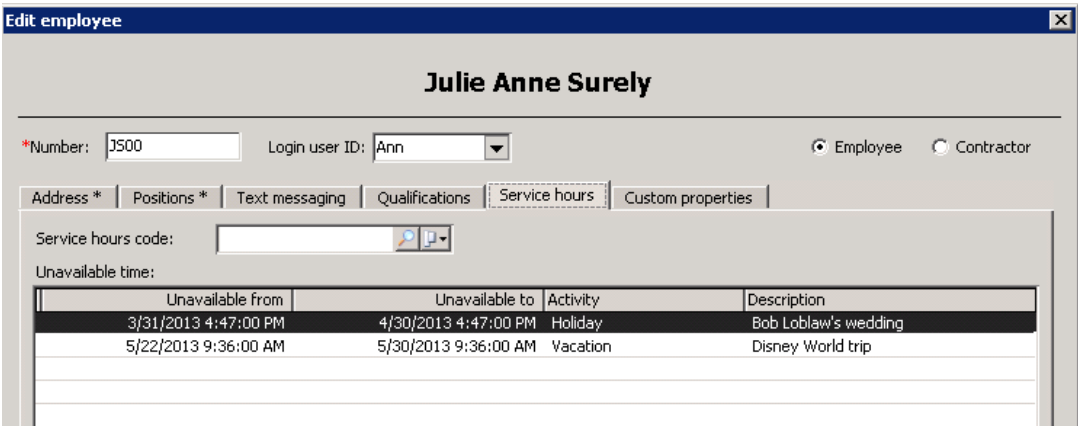 Edit employee
Julie Anne Surely
*Number: JS00 Login user ID: Ann Employee Contractor
Address * Positions * Text messaging Qualifications Service hours Custom properties
Service hours code:
Unavailable time:
Unavailable from Unavailable to Activity Description
3/31/2013 4:47:00 PM 4/30/2013 4:47:00 PM Holiday Bob Loblaw's wedding
5/22/2013 9:36:00 AM 5/30/2013 9:36:00 AM Vacation Disney World trip